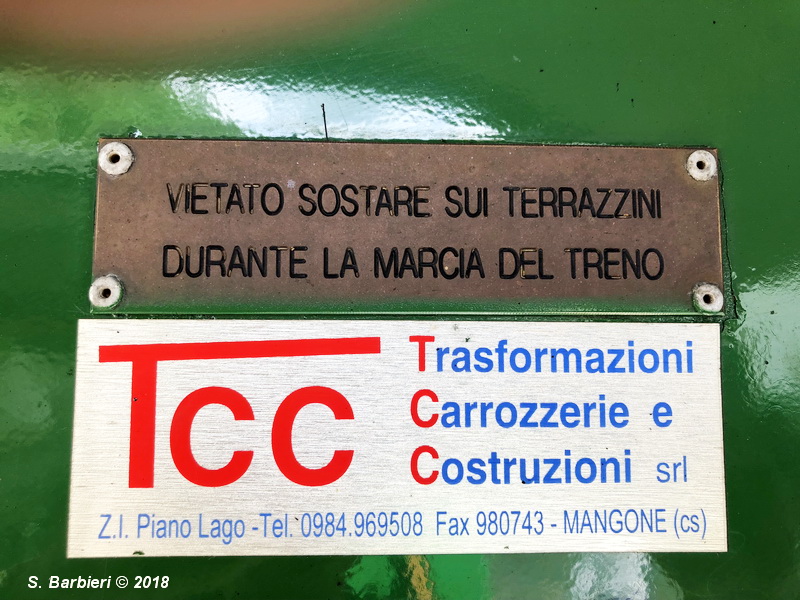 VIETATO SOSTARE SUI TERRAZZINI
DURANTE LA MARCIA DEL TRENO
TCC
Trasformazioni
Carrozzerie e
Costruzioni srl
Z.I. Piano Lago -Tel. 0984.969508 Fax 980743 - MANGONE (cs)
S. Barbieri © 2018